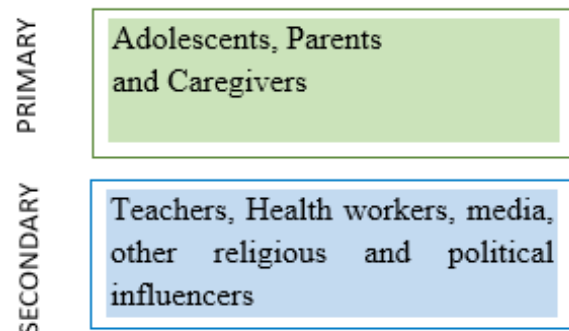 PRIMARY
Adolescents, Parents
and Caregivers
SECONDARY
Teachers, Health workers, media,
other religious and political
influencers